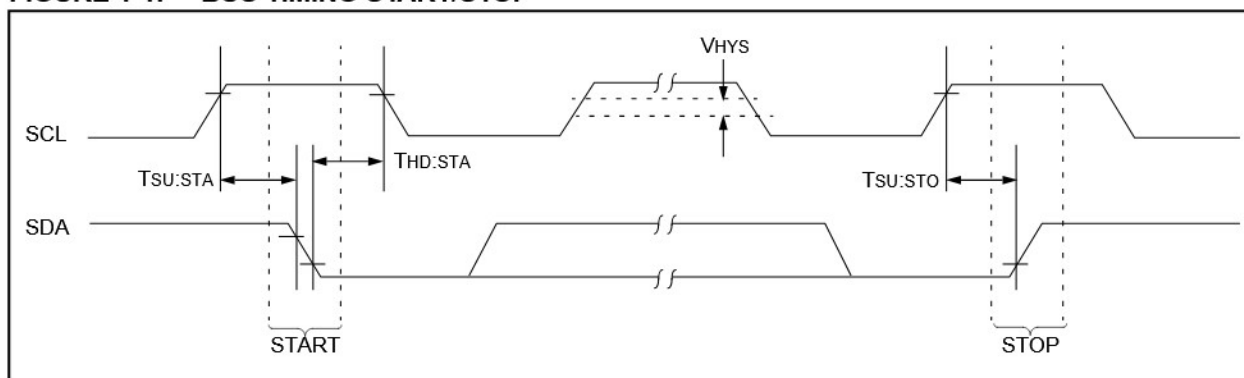 FIGURE 1-1: BUS TIMING START/STOP
VHYS
SCL
THD:STA
TSU:STA
TSU:STO
SDA
START
STOP